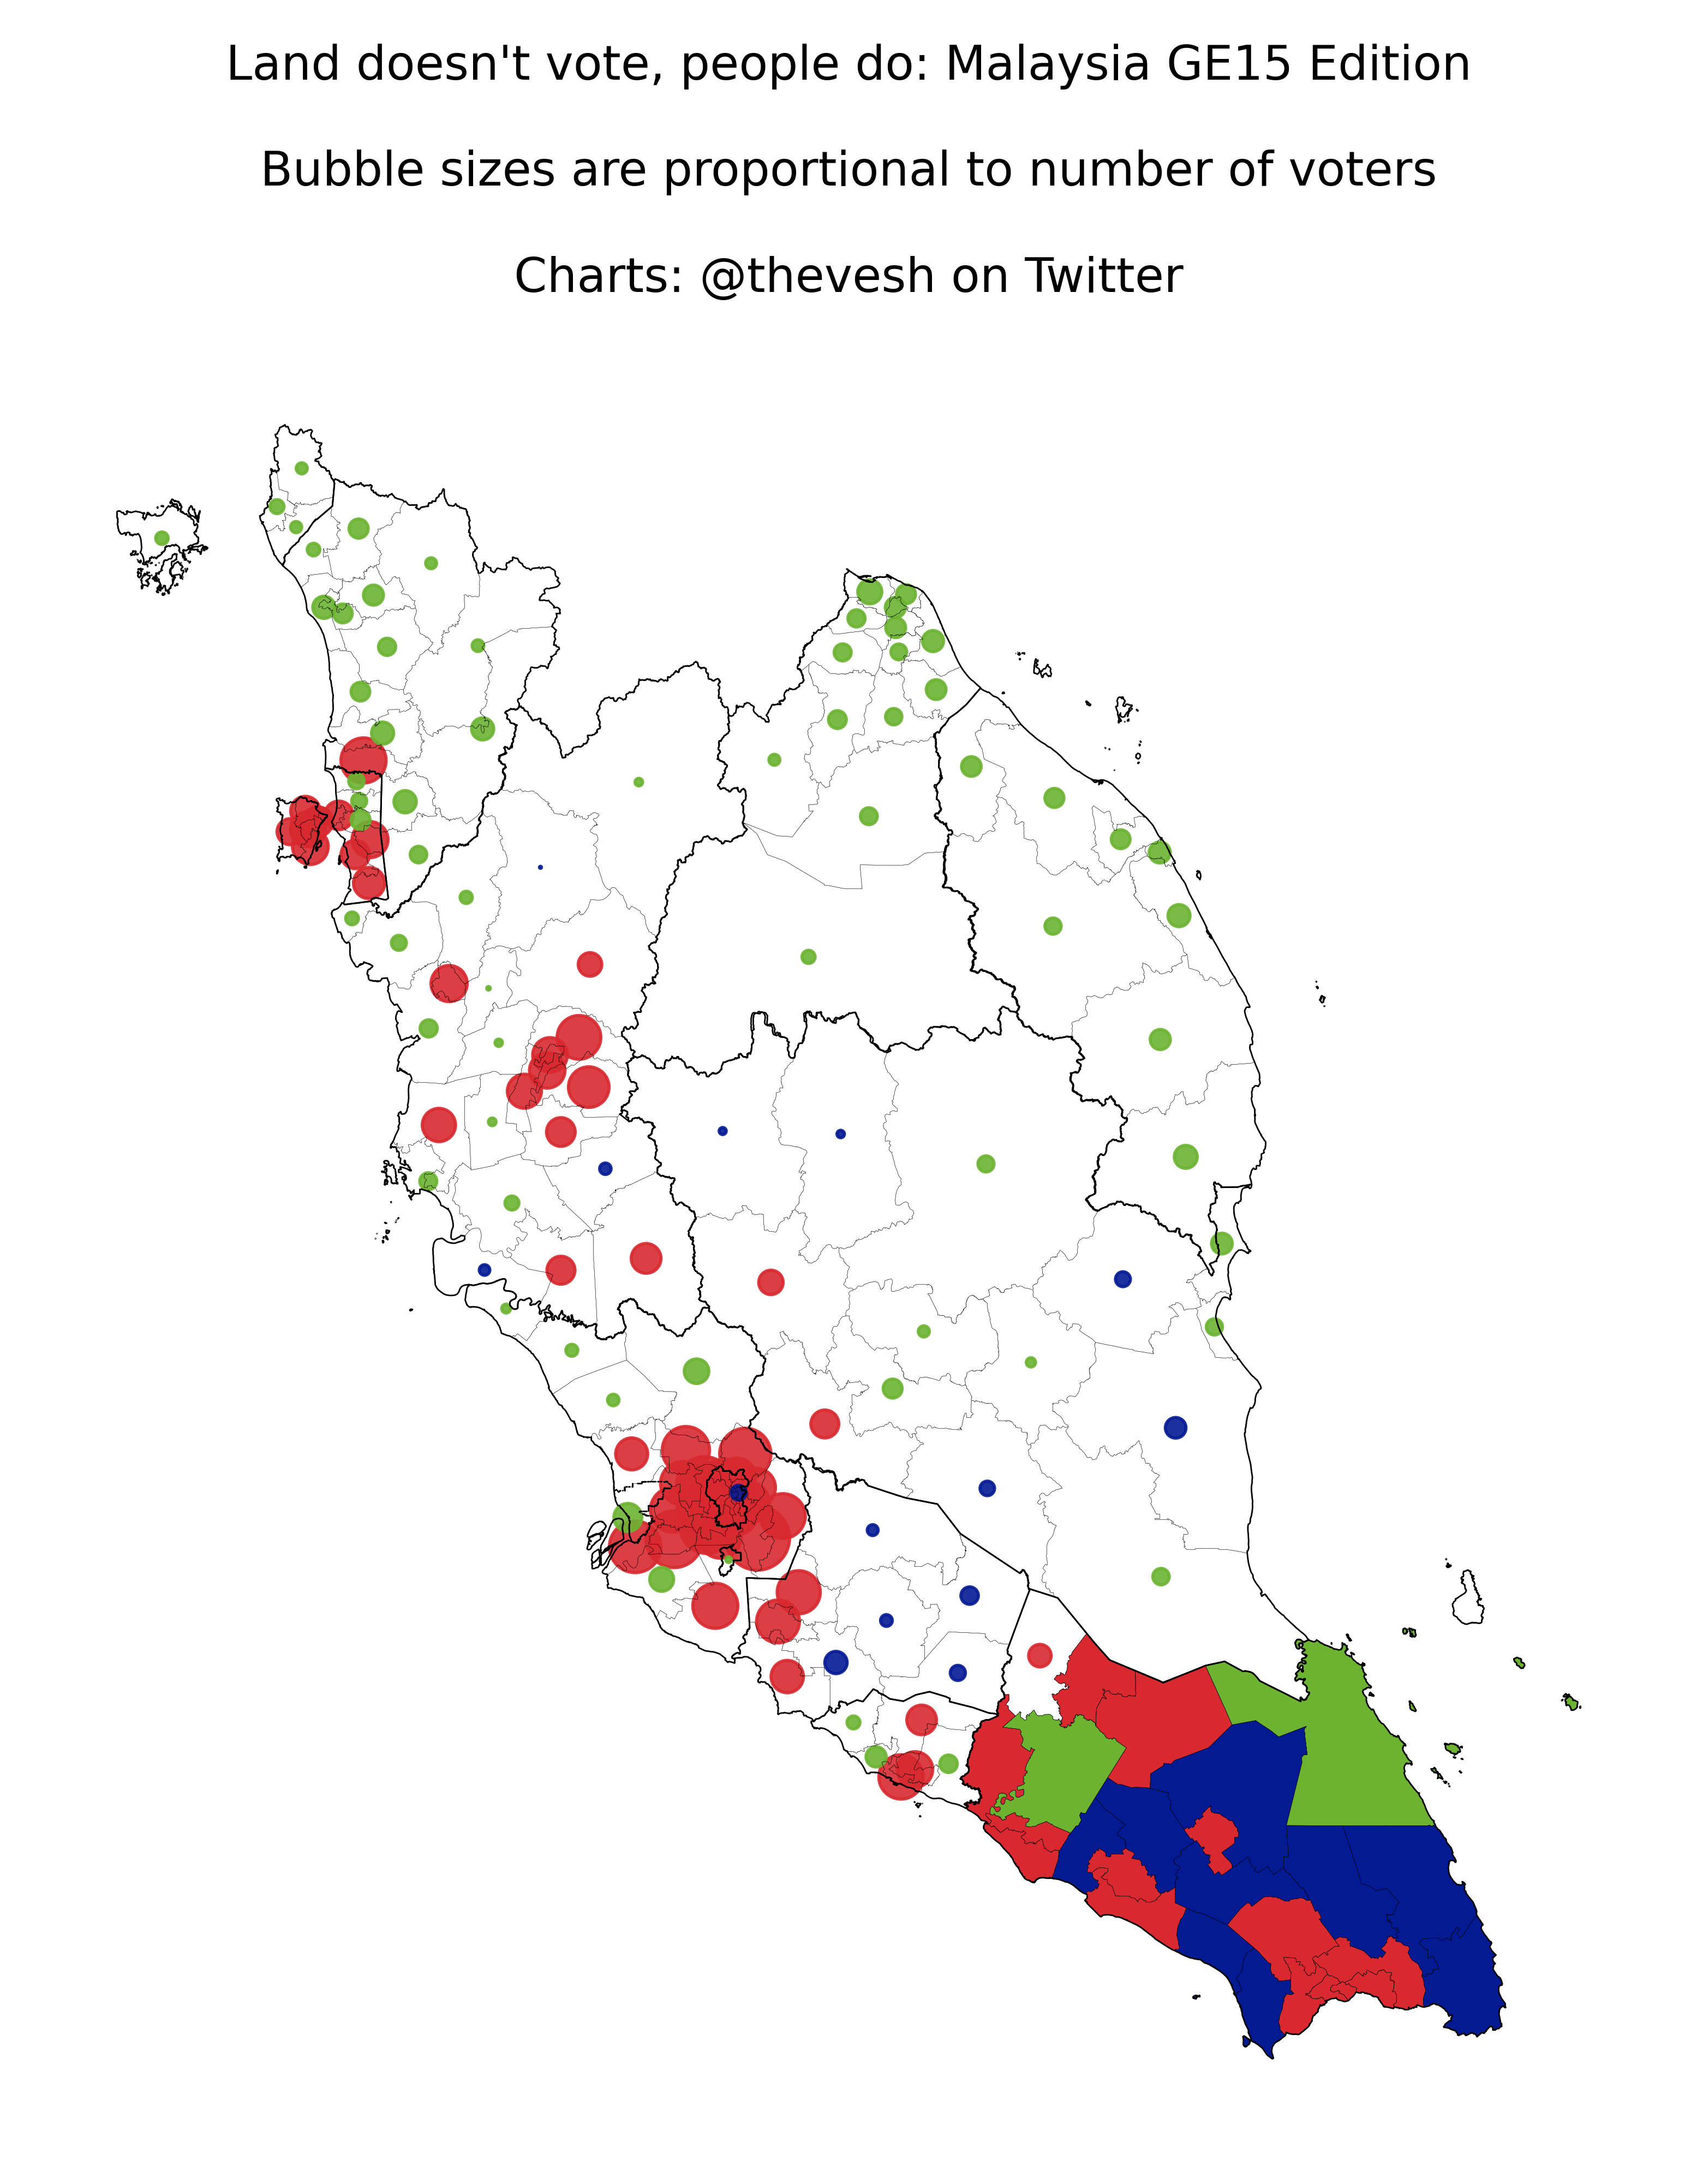 Land doesn't vote, people do: Malaysia GE15 Edition
Bubble sizes are proportional to number of voters
Charts: @thevesh on Twitter